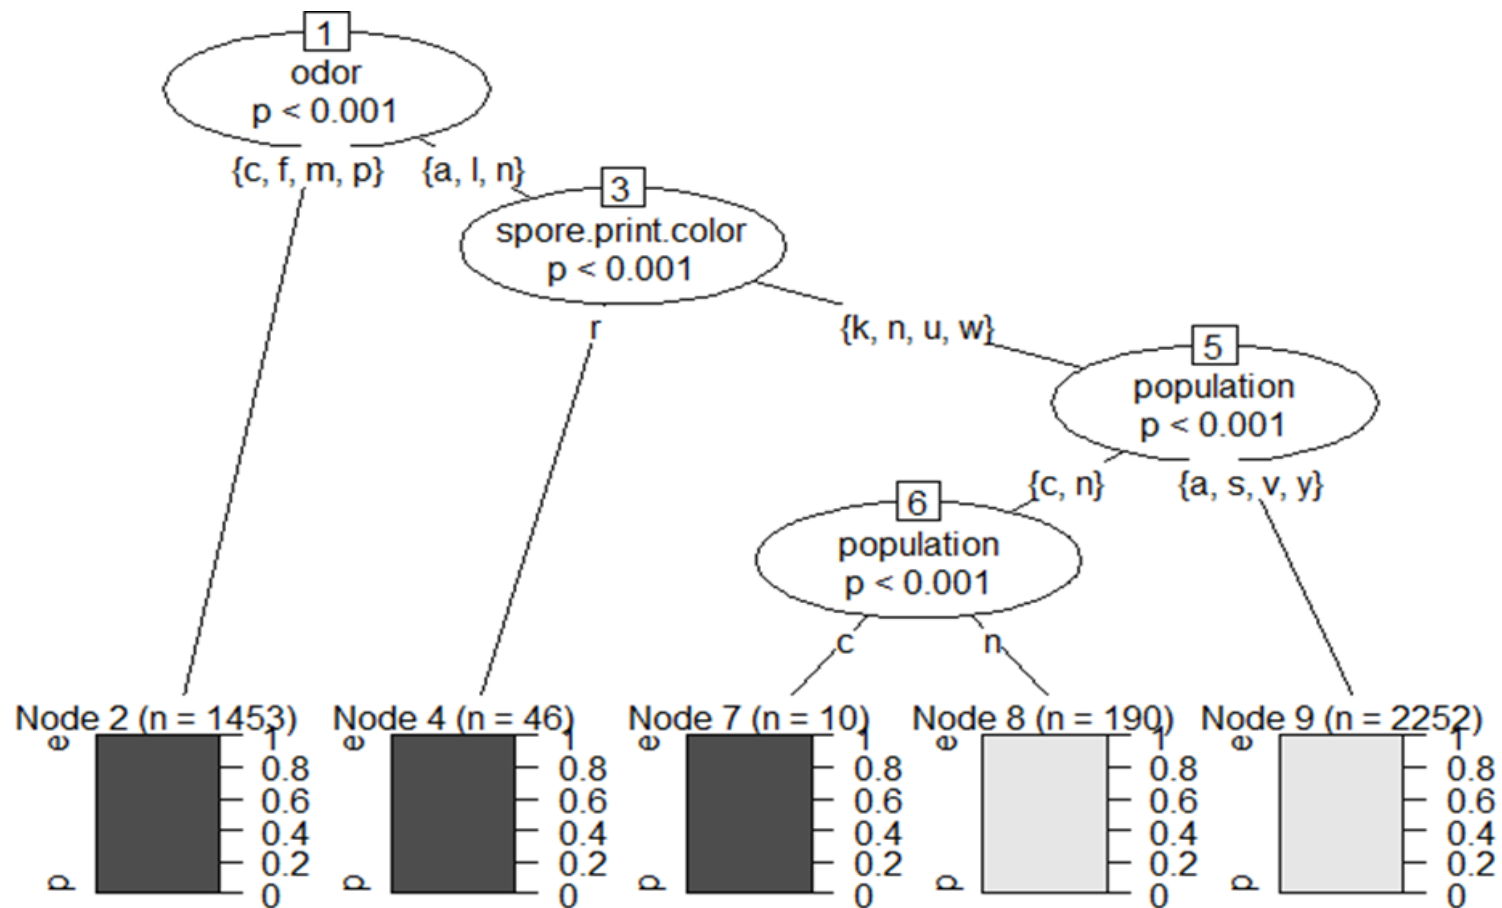 1
odor
p < 0.001
{c, f, m, p}
{a, l, n}
3
spore.print.color
p < 0.001
r
{k, n, u, w}
5
population
p < 0.001
{c, n}
{a, s, v, y}
6
population
p < 0.001
c
n
Node 2 (n = 1453)
e
p
1
0.8
0.6
0.4
0.2
0
Node 4 (n = 46)
e
p
1
0.8
0.6
0.4
0.2
0
Node 7 (n = 10)
e
p
1
0.8
0.6
0.4
0.2
0
Node 8 (n = 190)
e
p
1
0.8
0.6
0.4
0.2
0
Node 9 (n = 2252)
e
p
1
0.8
0.6
0.4
0.2
0